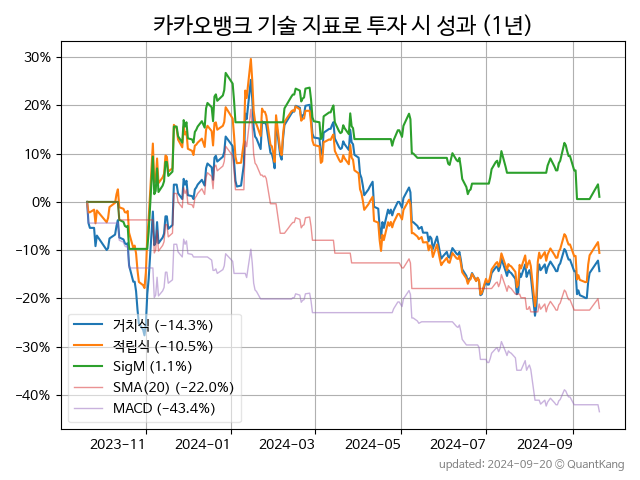 카카오뱅크 기술 지표로 투자 시 성과 (1년)
30%
20%
10%
0%
−10%
−20%
−30%
−40%
거치식 (−14.3%)
적립식 (−10.5%)
SigM (1.1%)
SMA(20) (−22.0%)
MACD (−43.4%)
2023−11 2024−01 2024−03 2024−05 2024−07 2024−09
updated: 2024−09−20 @ QuantKang